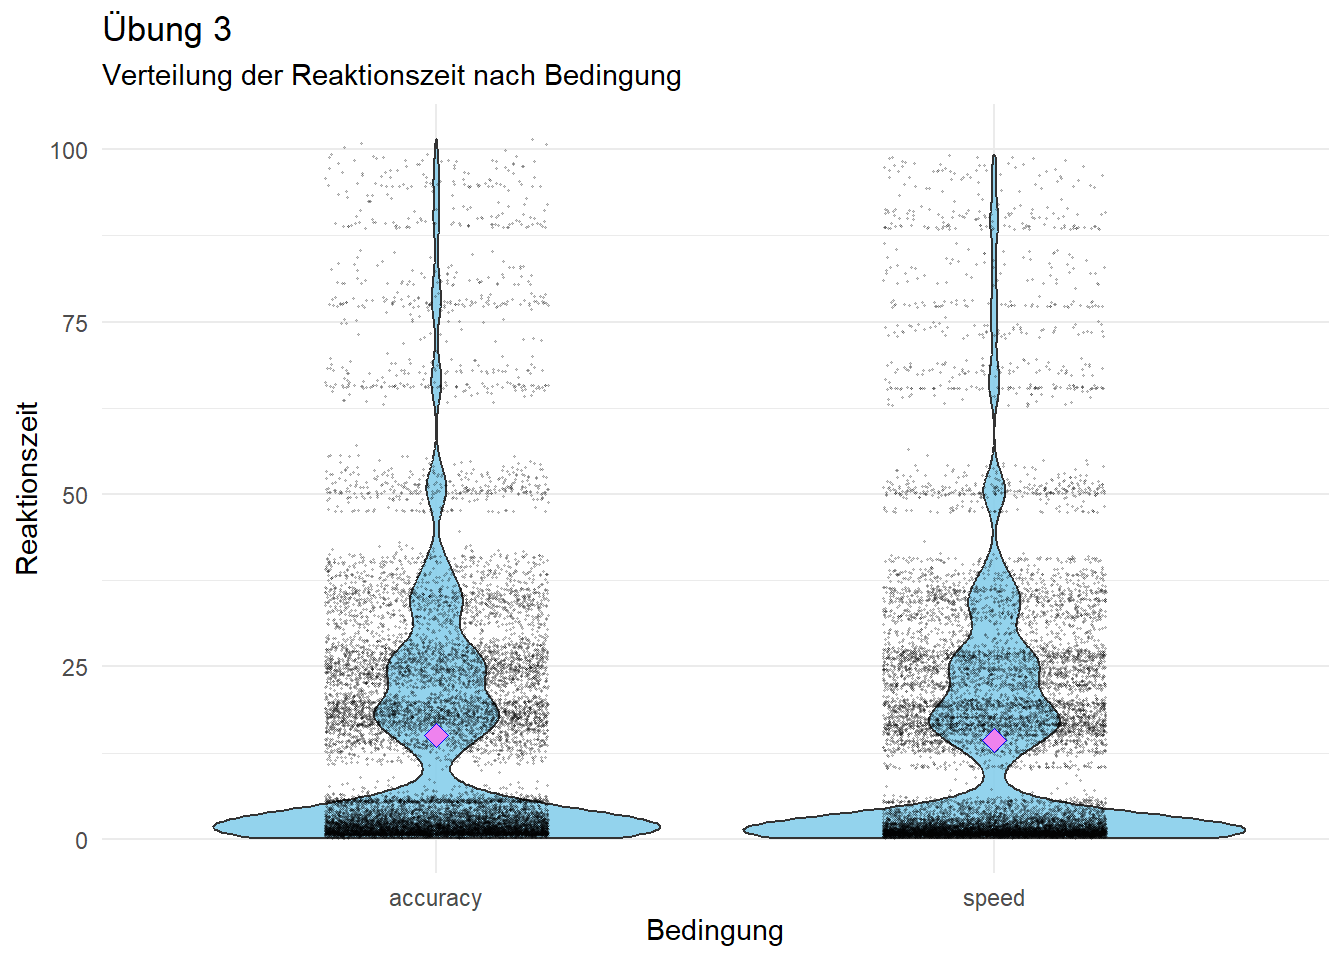 Übung 3
Verteilung der Reaktionszeit nach Bedingung
100
75
50
25
0
Reaktionszeit
accuracy
speed
Bedingung